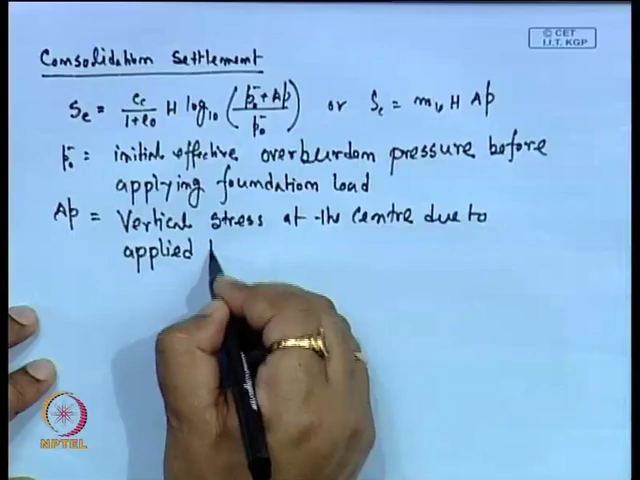 © CET
I.I.T. KGP
Consolidation Settlement
Sc = Cc/1+e0 H log10 (p̄0 + Δp/p̄0) or Sc = mv H Δp
p̄0 = initial effective overburdon pressure before
applying foundation load
Δp = Vertical stress at the centre due to
applied
NPTEL